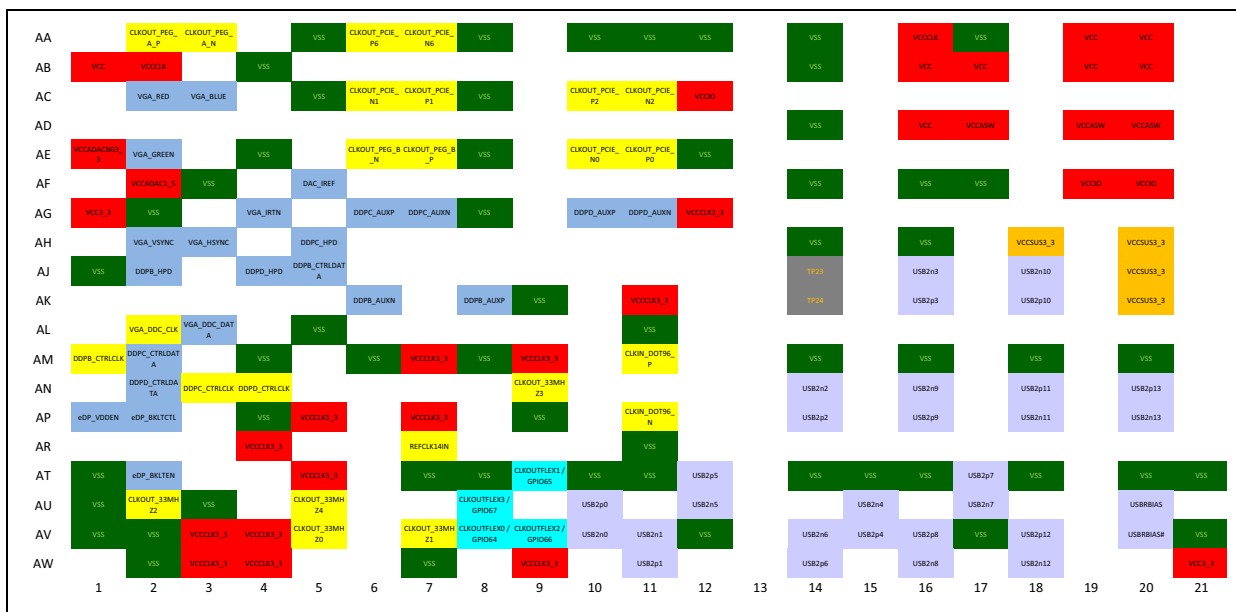 AA CLKOUT_PEG_A_P CLKOUT_PEG_A_N VSS CLKOUT_PCIE_P6 CLKOUT_PCIE_N6 VSS VSS VSS VSS VSS VCCCLK VSS VCC VCC
AB VCC VCCCLK VSS VSS VCC VCC VCC VCC
AC VGA_RED VGA_BLUE VSS CLKOUT_PCIE_N1 CLKOUT_PCIE_P1 VSS CLKOUT_PCIE_P2 CLKOUT_PCIE_N2 VCCIO
AD VSS VCC VCCASW VCCASW VCCASW
AE VCCADACBG3_3 VGA_GREEN VSS CLKOUT_PEG_B_N CLKOUT_PEG_B_P VSS CLKOUT_PCIE_N0 CLKOUT_PCIE_P0 VSS
AF VCCADAC1_5 VSS DAC_IREF VSS VSS VSS VCCIO VCCIO
AG VCC3_3 VSS VGA_IRTN DDPC_AUXP DDPC_AUXN VSS DDPD_AUXP DDPD_AUXN VCCCLK3_3
AH VGA_VSYNC VGA_HSYNC DDPC_HPD VSS VSS VCCSUS3_3 VCCSUS3_3
AJ VSS DDPB_HPD DDPD_HPD DDPB_CTRLDATA TP23 USB2n3 USB2n10 VCCSUS3_3
AK DDPB_AUXN DDPB_AUXP VSS VCCCLK3_3 TP24 USB2p3 USB2p10 VCCSUS3_3
AL VGA_DDC_CLK VGA_DDC_DATA VSS VSS
AM DDPB_CTRLCLK DDPC_CTRLDATA VSS VSS VCCCLK3_3 VSS VCCCLK3_3 CLKIN_DOT96_P VSS VSS VSS VSS
AN DDPD_CTRLDATA DDPC_CTRLCLK DDPD_CTRLCLK CLKOUT_33MHZ3 USB2n2 USB2n9 USB2p11 USB2p13
AP eDP_VDDEN eDP_BKLTCTL VSS VCCCLK3_3 VCCCLK3_3 VSS CLKIN_DOT96_N USB2p2 USB2p9 USB2n11 USB2n13
AR VCCCLK3_3 REFCLK14IN VSS
AT VSS eDP_BKLTEN VCCCLK3_3 VSS VSS CLKOUTFLEX1 / GPIO65 VSS VSS USB2p5 VSS VSS VSS USB2p7 VSS VSS VSS
AU VSS CLKOUT_33MHZ2 VSS CLKOUT_33MHZ4 CLKOUTFLEX3 / GPIO67 USB2p0 USB2n5 USB2n4 USB2n7 USBRBIAS
AV VSS VSS VCCCLK3_3 VCCCLK3_3 CLKOUT_33MHZ0 CLKOUT_33MHZ1 CLKOUTFLEX0 / GPIO64 CLKOUTFLEX2 / GPIO66 USB2n0 USB2n1 VSS USB2n6 USB2p4 USB2p8 VSS USB2p12 USBRBIAS# VSS
AW VSS VCCCLK3_3 VCCCLK3_3 VSS VCCCLK3_3 USB2p1 USB2p6 USB2n8 USB2n12 VCC3_3
1 2 3 4 5 6 7 8 9 10 11 12 13 14 15 16 17 18 19 20 21